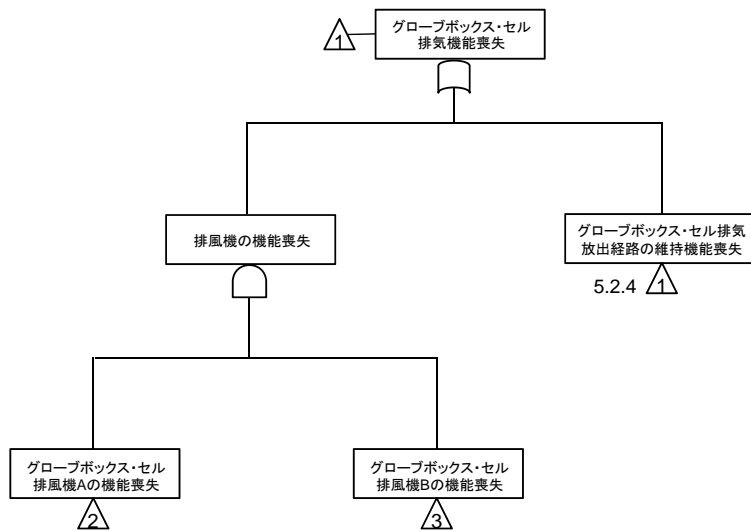 1
グローブボックス・セル
排気機能喪失
排風機の機能喪失
グローブボックス・セル排気
放出経路の維持機能喪失
5.2.4 1
グローブボックス・セル
排風機Aの機能喪失
グローブボックス・セル
排風機Bの機能喪失
2
3